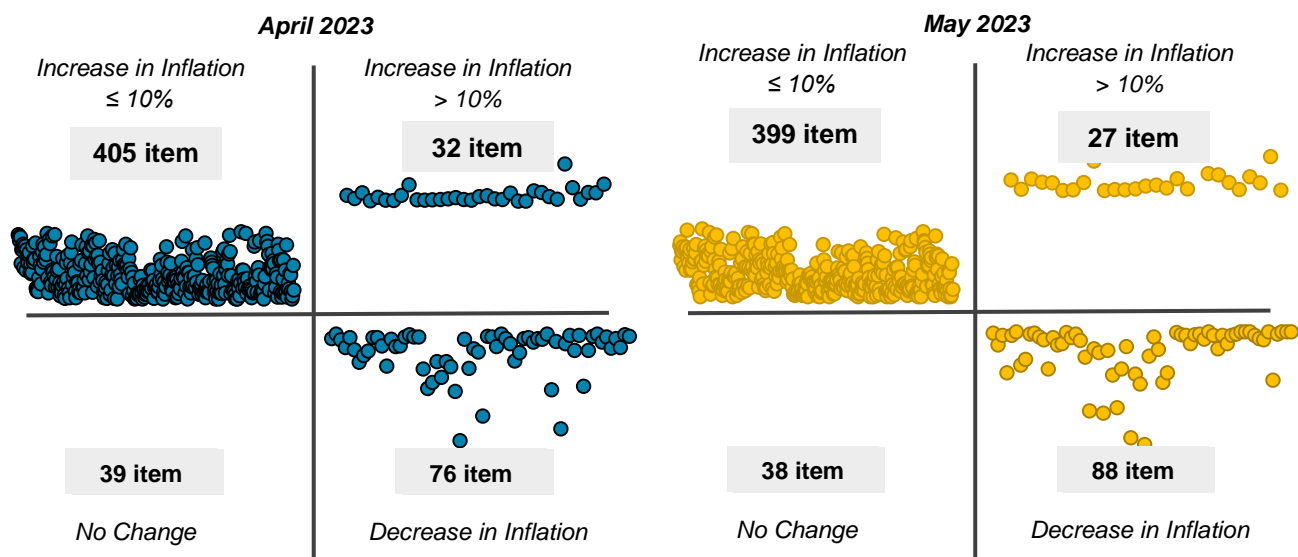 April 2023
Increase in Inflation
≤ 10%
405 item
Increase in Inflation
> 10%
32 item
39 item
No Change
76 item
Decrease in Inflation
May 2023
Increase in Inflation
≤ 10%
399 item
Increase in Inflation
> 10%
27 item
38 item
No Change
88 item
Decrease in Inflation